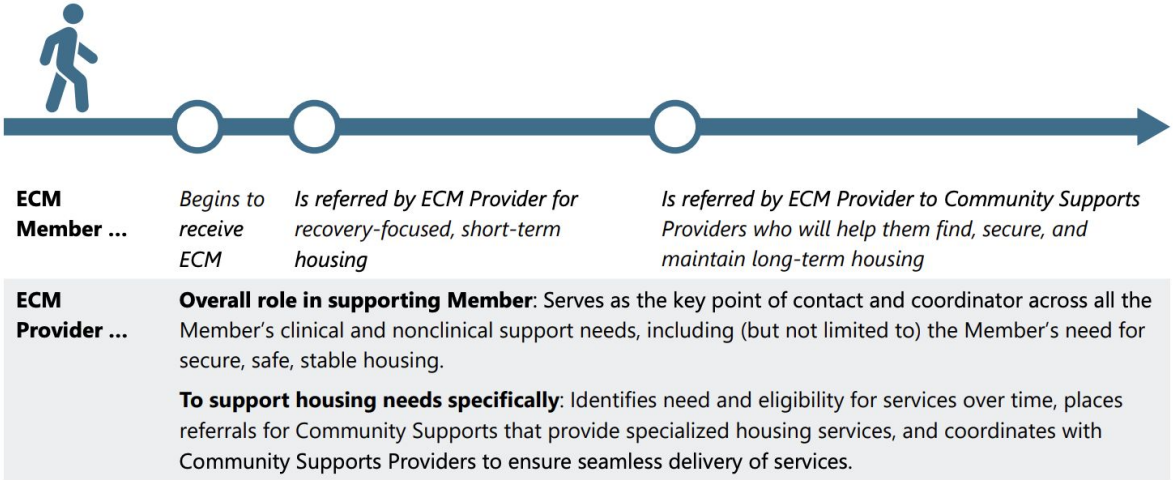 ECM
Member ...
Begins to
receive
ECM
Is referred by ECM Provider for
recovery-focused, short-term
housing
Is referred by ECM Provider to Community Supports
Providers who will help them find, secure, and
maintain long-term housing
ECM
Provider ...
Overall role in supporting Member: Serves as the key point of contact and coordinator across all the
Member’s clinical and nonclinical support needs, including (but not limited to) the Member’s need for
secure, safe, stable housing.
To support housing needs specifically: Identifies need and eligibility for services over time, places
referrals for Community Supports that provide specialized housing services, and coordinates with
Community Supports Providers to ensure seamless delivery of services.